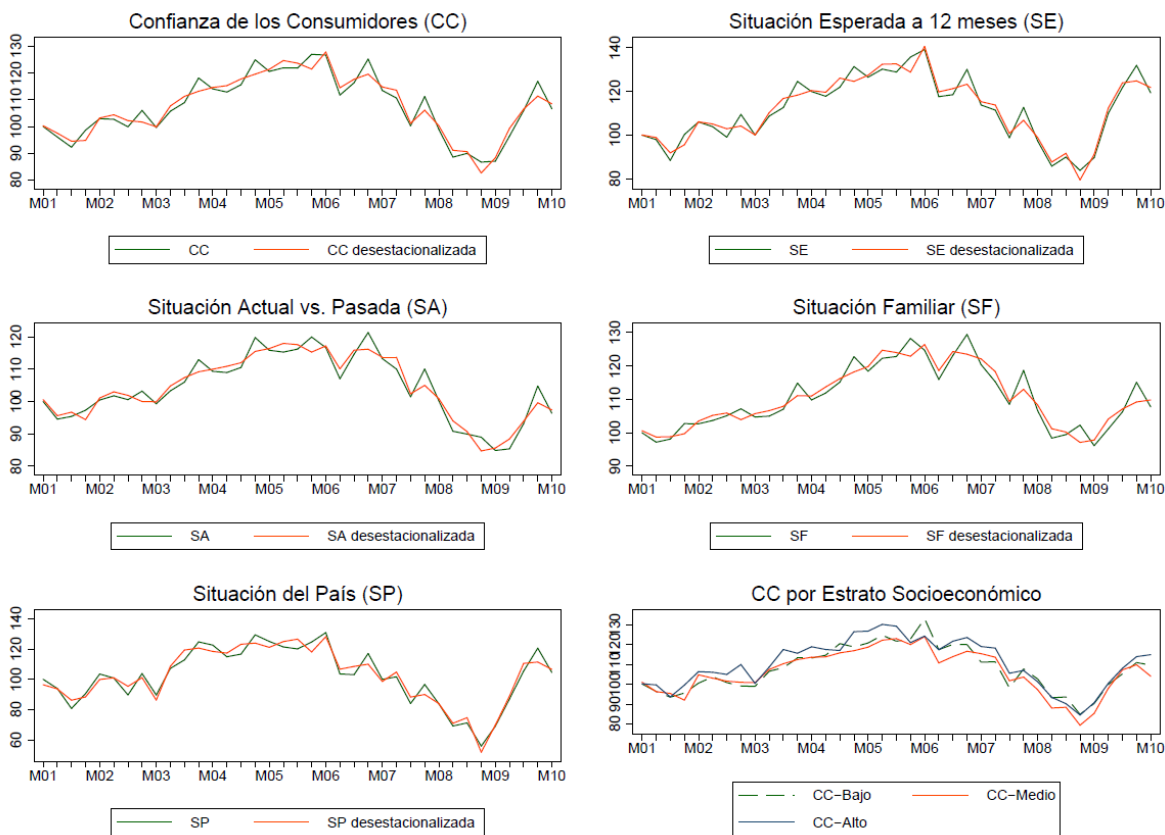 Confianza de los Consumidores (CC)
80 90 100 110 120 130
M01 M02 M03 M04 M05 M06 M07 M08 M09 M10
CC CC desestacionalizada
Situación Esperada a 12 meses (SE)
80 100 120 140
M01 M02 M03 M04 M05 M06 M07 M08 M09 M10
SE SE desestacionalizada
Situación Actual vs. Pasada (SA)
80 90 100 110 120
M01 M02 M03 M04 M05 M06 M07 M08 M09 M10
SA SA desestacionalizada
Situación Familiar (SF)
90 100 110 120 130
M01 M02 M03 M04 M05 M06 M07 M08 M09 M10
SF SF desestacionalizada
Situación del País (SP)
60 80 100 120 140
M01 M02 M03 M04 M05 M06 M07 M08 M09 M10
SP SP desestacionalizada
CC por Estrato Socioeconómico
80 90 100 110 120 130
M01 M02 M03 M04 M05 M06 M07 M08 M09 M10
CC−Bajo CC−Medio
CC−Alto